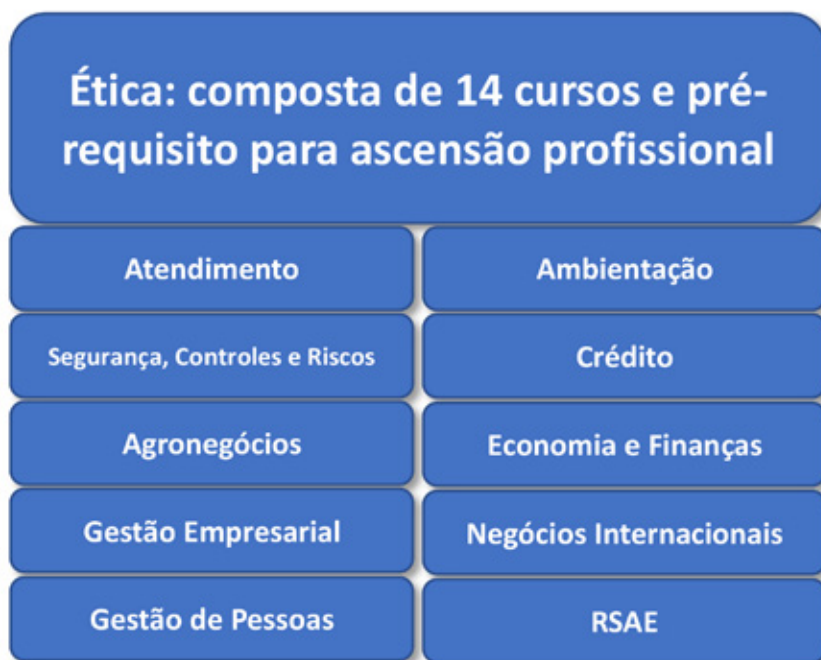 Ética: composta de 14 cursos e pré-
requisito para ascensão profissional
Atendimento
Ambientação
Segurança, Controles e Riscos
Crédito
Agronegócios
Economia e Finanças
Gestão Empresarial
Negócios Internacionais
Gestão de Pessoas
RSAE